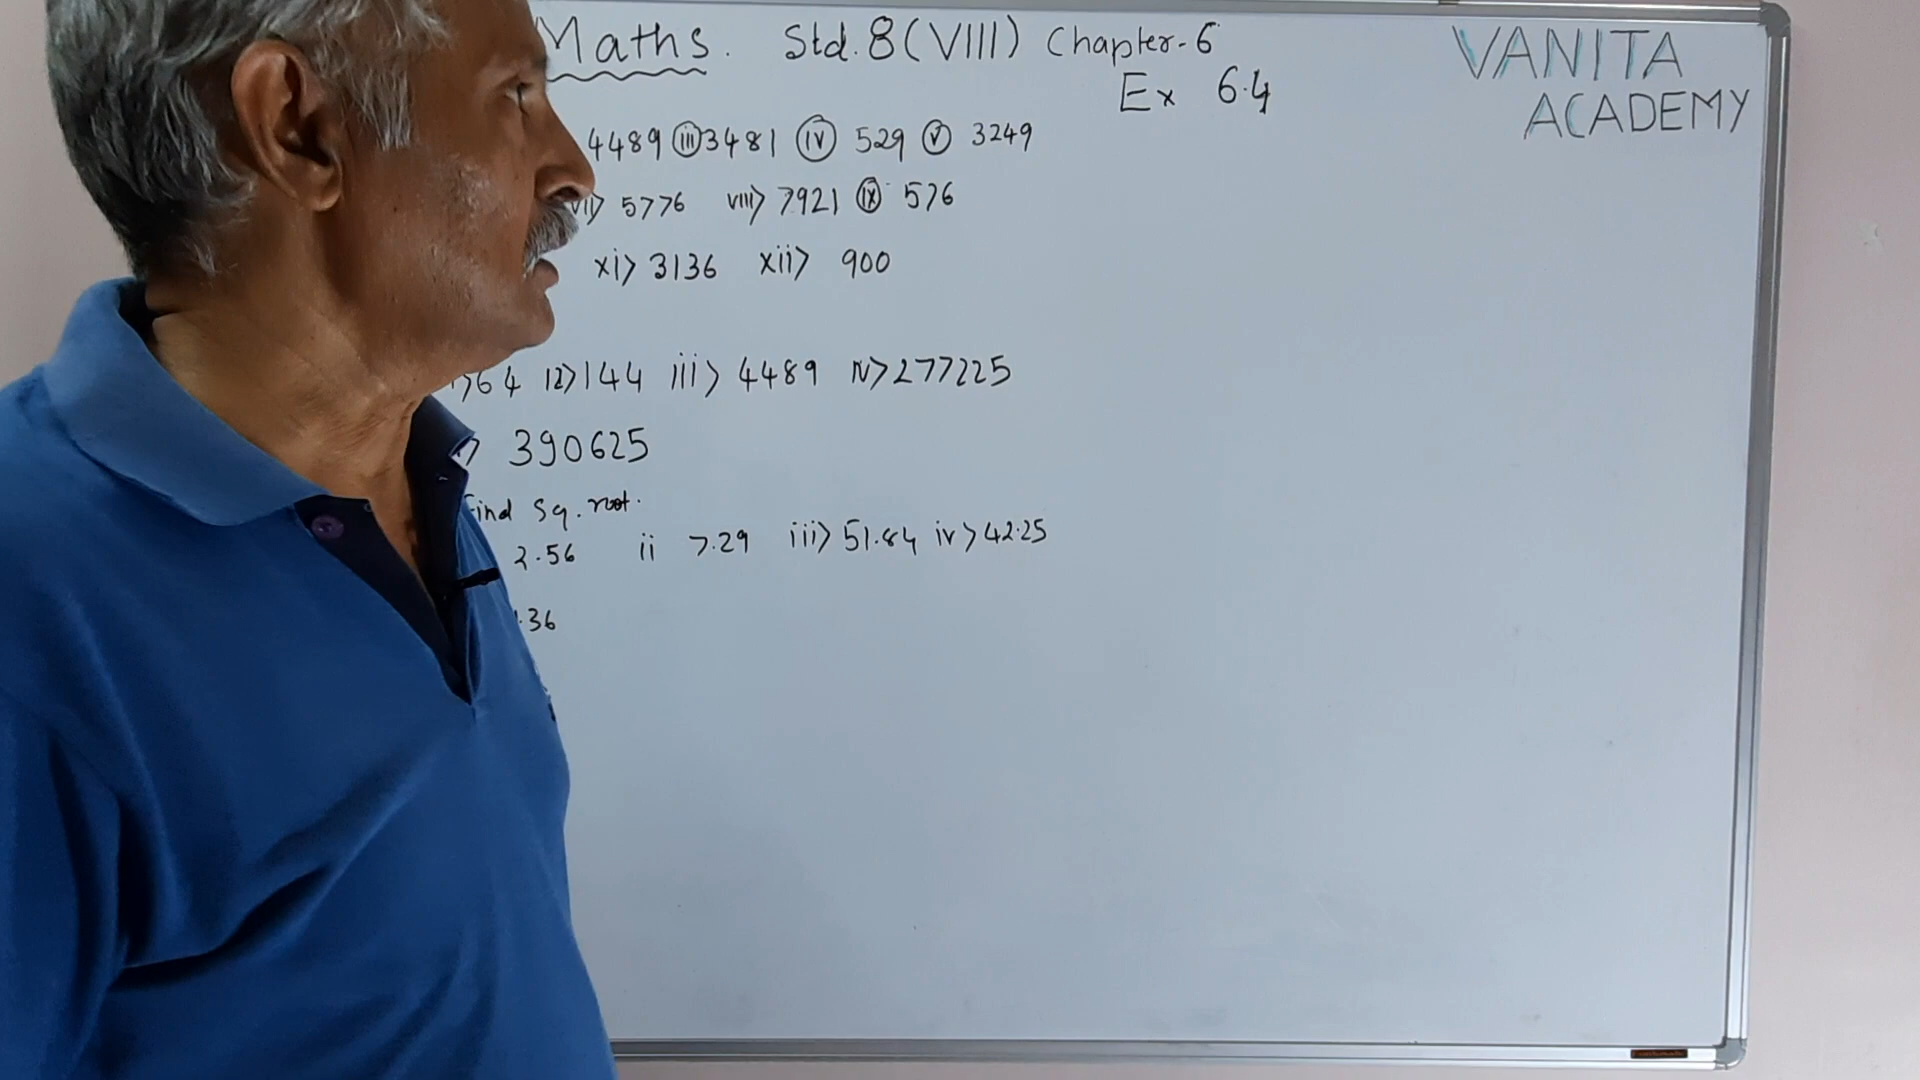 Maths. Std. 8 (VIII) Chapter-6
Ex 6.4
VANITA
ACADEMY
4489 iii 3481 iv 529 v 3249
vii> 5776 viii> 7921 ix 576
xi> 3136 xii> 900
>64 12>144 iii> 4489 iv>277225
> 390625
Find Sq. root.
2.56 ii 7.29 iii> 51.84 iv> 42.25
.36